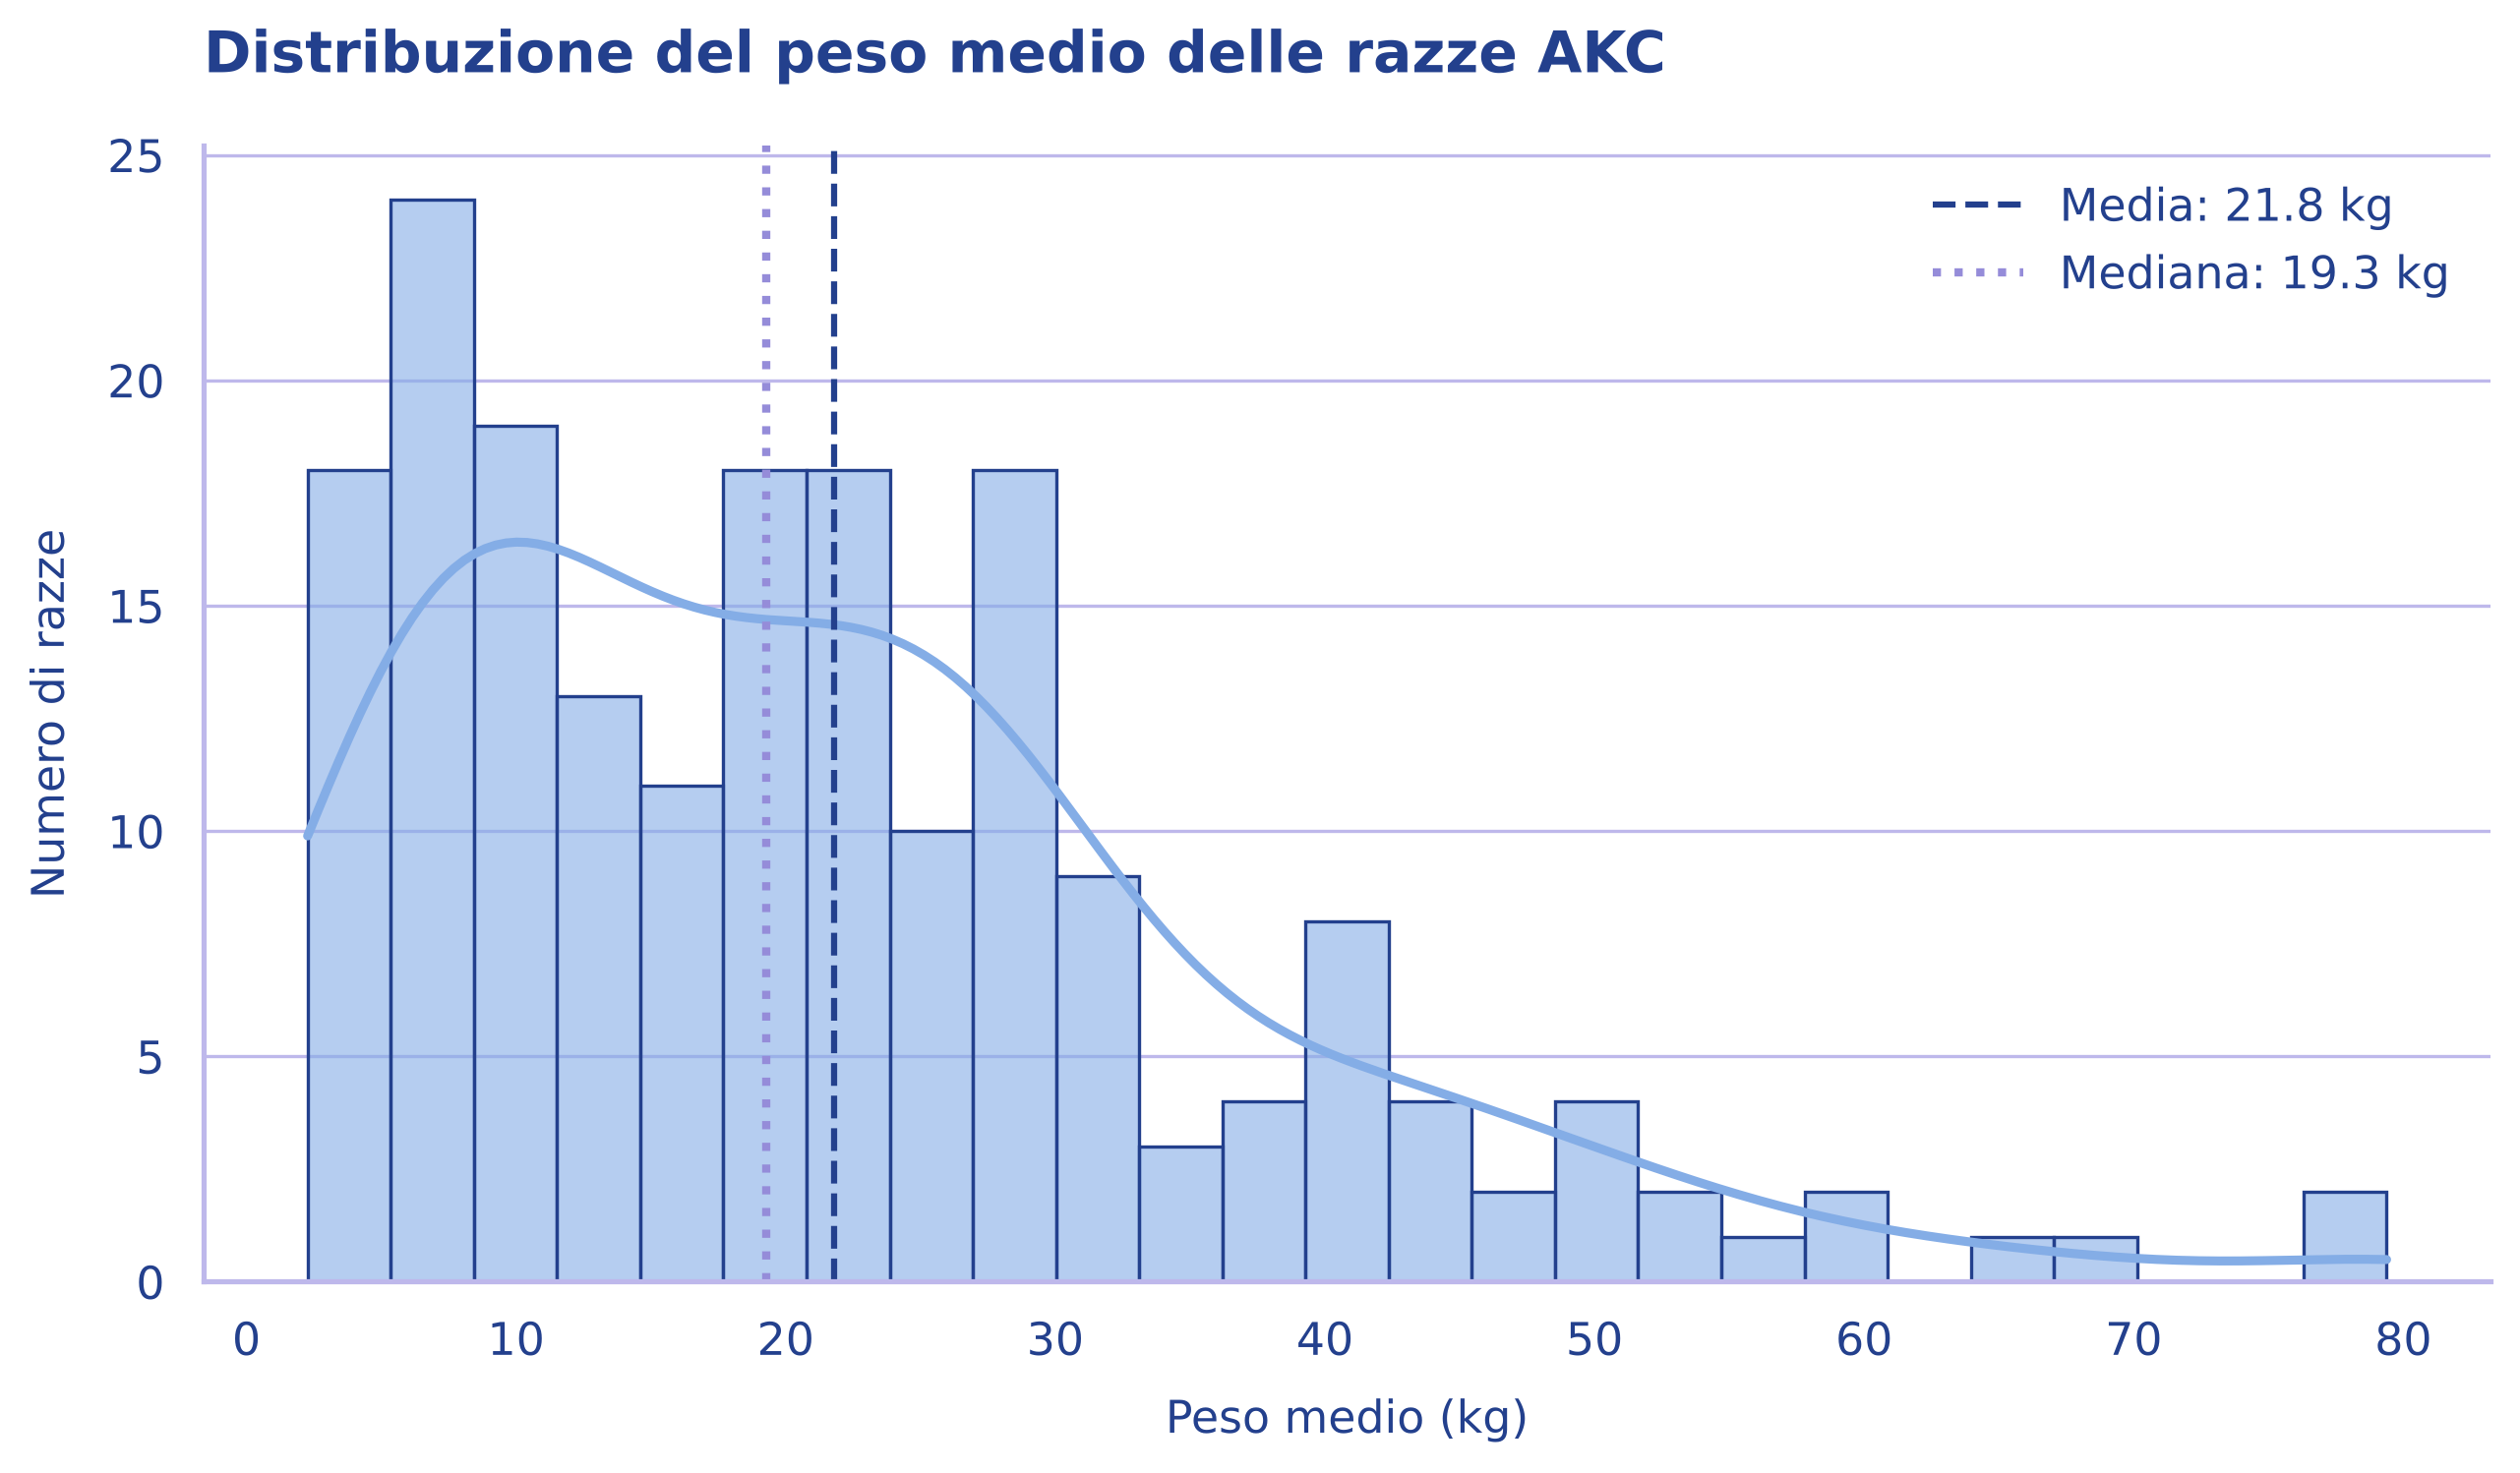 Distribuzione del peso medio delle razze AKC
Media: 21.8 kg
Mediana: 19.3 kg
Numero di razze
25
20
15
10
5
0
0 10 20 30 40 50 60 70 80
Peso medio (kg)